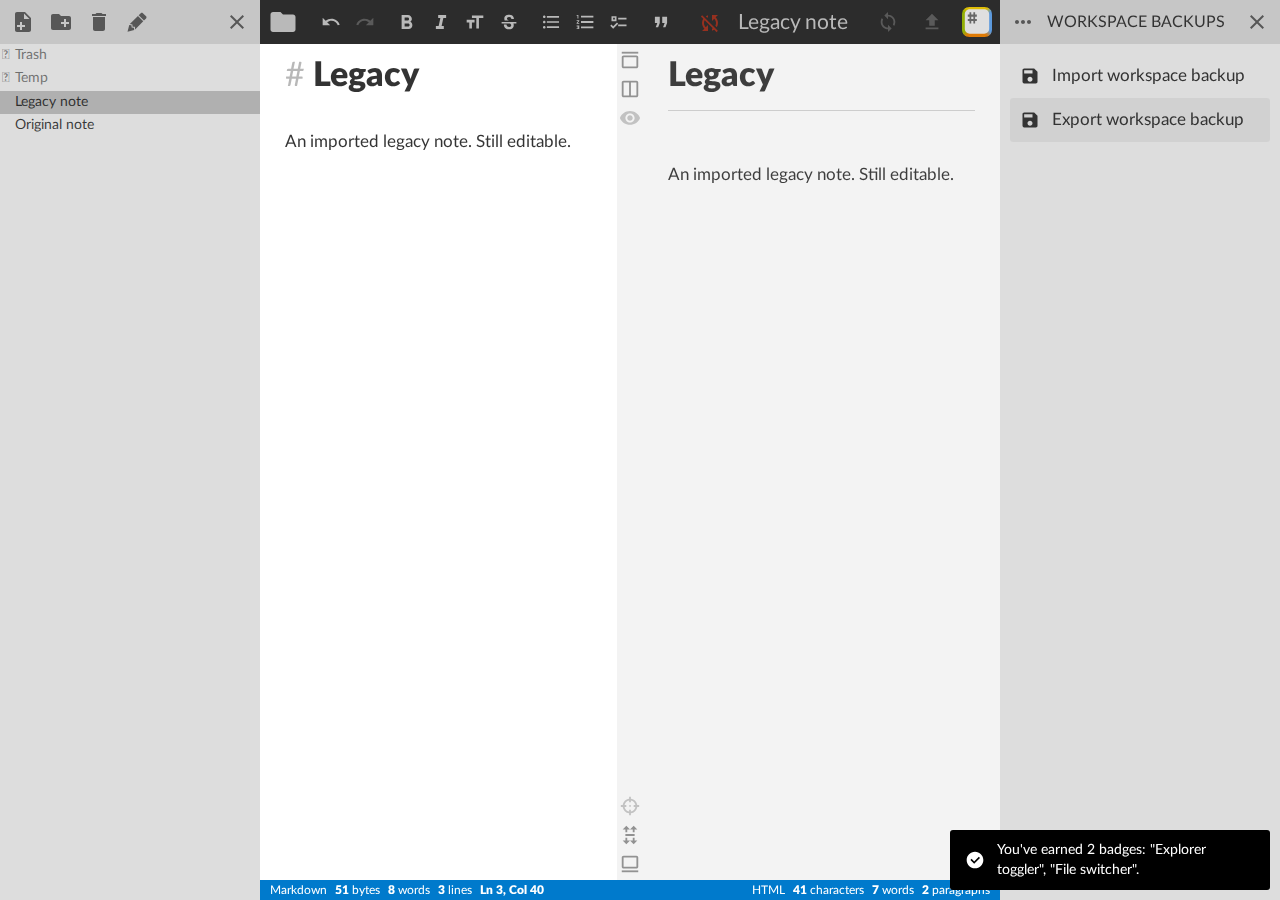 Legacy note
WORKSPACE BACKUPS
Trash
Temp
Legacy note
Original note
# Legacy
An imported legacy note. Still editable.
Legacy
An imported legacy note. Still editable.
Import workspace backup
Export workspace backup
You've earned 2 badges: "Explorer
toggler", "File switcher".
Markdown 51 bytes 8 words 3 lines Ln 3, Col 40
HTML 41 characters 7 words 2 paragraphs